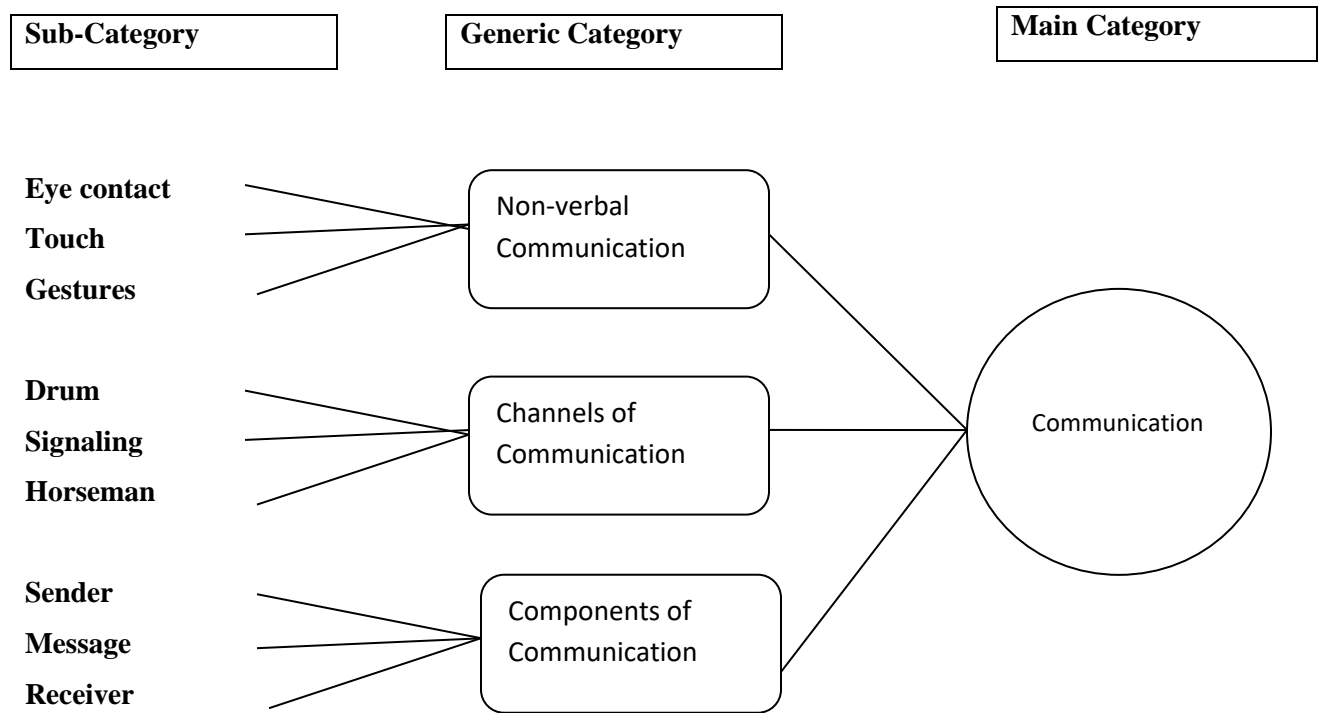 Sub-Category
Generic Category
Main Category
Eye contact
Touch
Gestures
Non-verbal
Communication
Drum
Signaling
Horseman
Channels of
Communication
Sender
Message
Receiver
Components of
Communication
Communication